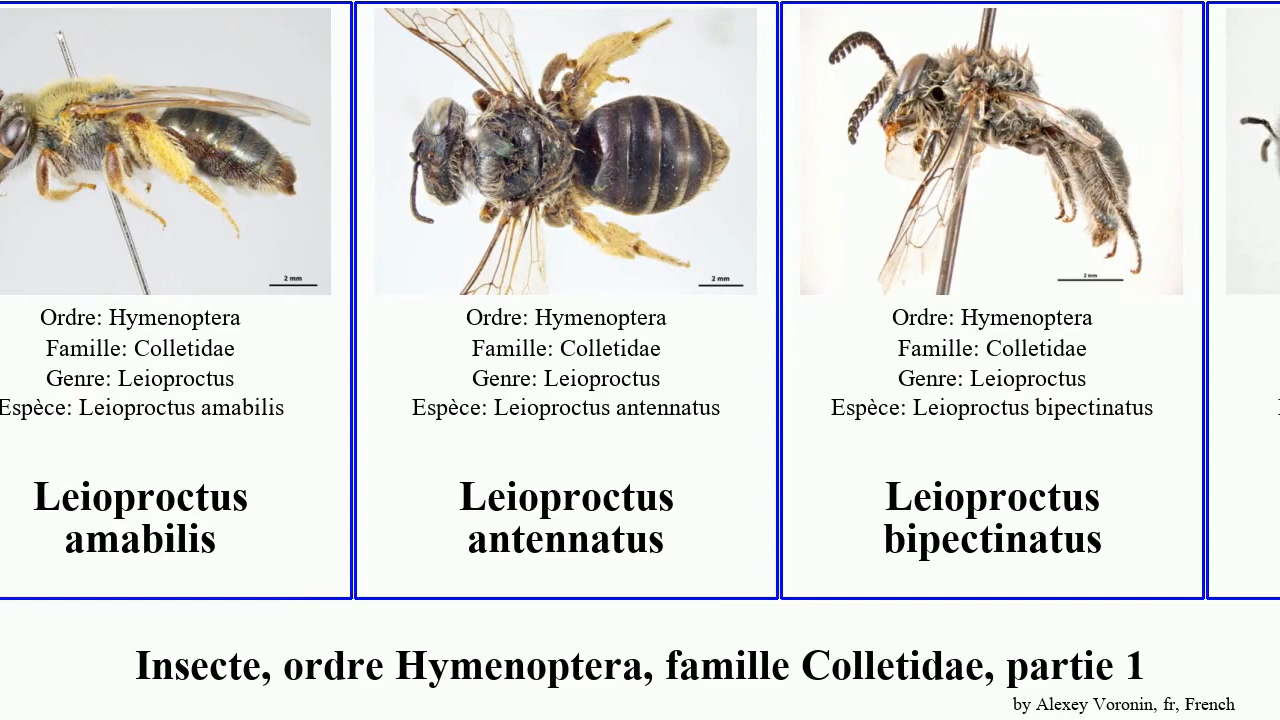 2 mm
Ordre: Hymenoptera
Famille: Colletidae
Genre: Leioproctus
Espèce: Leioproctus amabilis
Leioproctus
amabilis
2 mm
Ordre: Hymenoptera
Famille: Colletidae
Genre: Leioproctus
Espèce: Leioproctus antennatus
Leioproctus
antennatus
2 mm
Ordre: Hymenoptera
Famille: Colletidae
Genre: Leioproctus
Espèce: Leioproctus bipectinatus
Leioproctus
bipectinatus
Insecte, ordre Hymenoptera, famille Colletidae, partie 1
by Alexey Voronin, fr, French